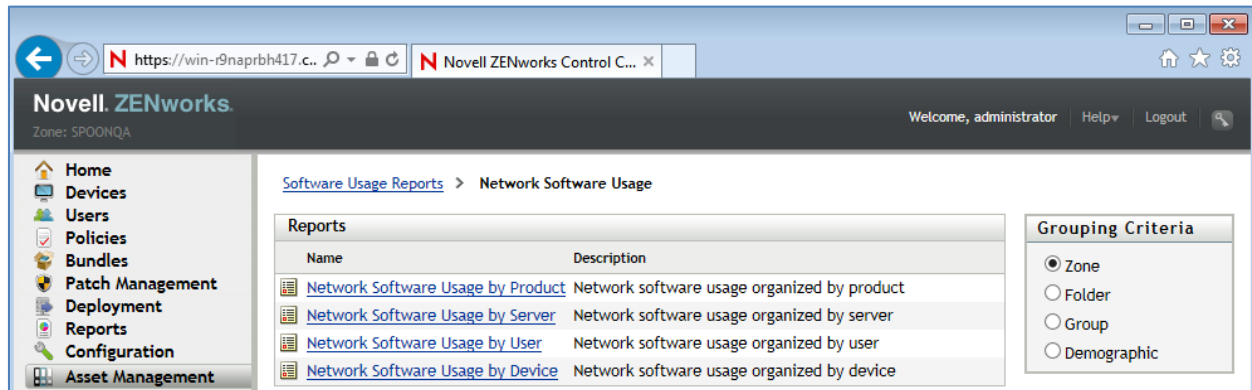 https://win-r9naprbh417.c..
Novell ZENworks Control C...
Novell. ZENworks.
Zone: SPOONQA
Welcome, administrator
Help
Logout
Home
Devices
Users
Policies
Bundles
Patch Management
Deployment
Reports
Configuration
Asset Management
Software Usage Reports > Network Software Usage
Reports
Name Description
Network Software Usage by Product Network software usage organized by product
Network Software Usage by Server Network software usage organized by server
Network Software Usage by User Network software usage organized by user
Network Software Usage by Device Network software usage organized by device
Grouping Criteria
Zone
Folder
Group
Demographic